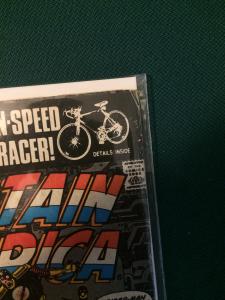 N·SPEED
RACER!
DETAILS INSIDE
TAIN
RICA